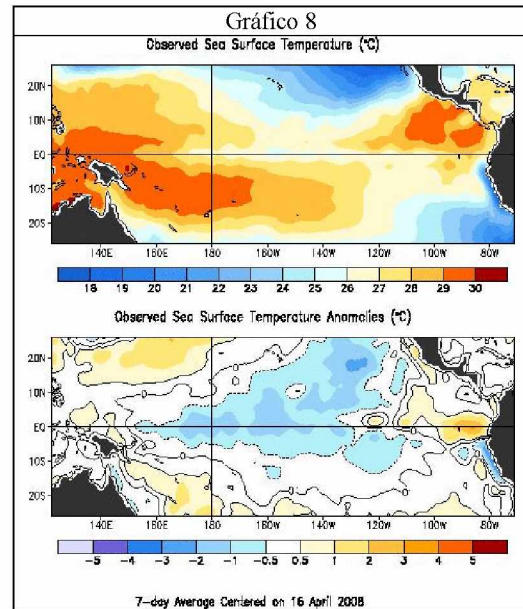 Gráfico 8
Observed Sea Surface Temperature (°C)
20N
10N
EQ
10S
20S
140E 160E 180 160W 140W 120W 100W 80W
18 19 20 21 22 23 24 25 26 27 28 29 30
Observed Sea Surface Temperature Anomalies (°C)
20N
10N
EQ
10S
20S
140E 160E 180 160W 140W 120W 100W 80W
-5 -4 -3 -2 -1 -0.5 0.5 1 2 3 4 5
7-day Average Centered on 16 April 2008